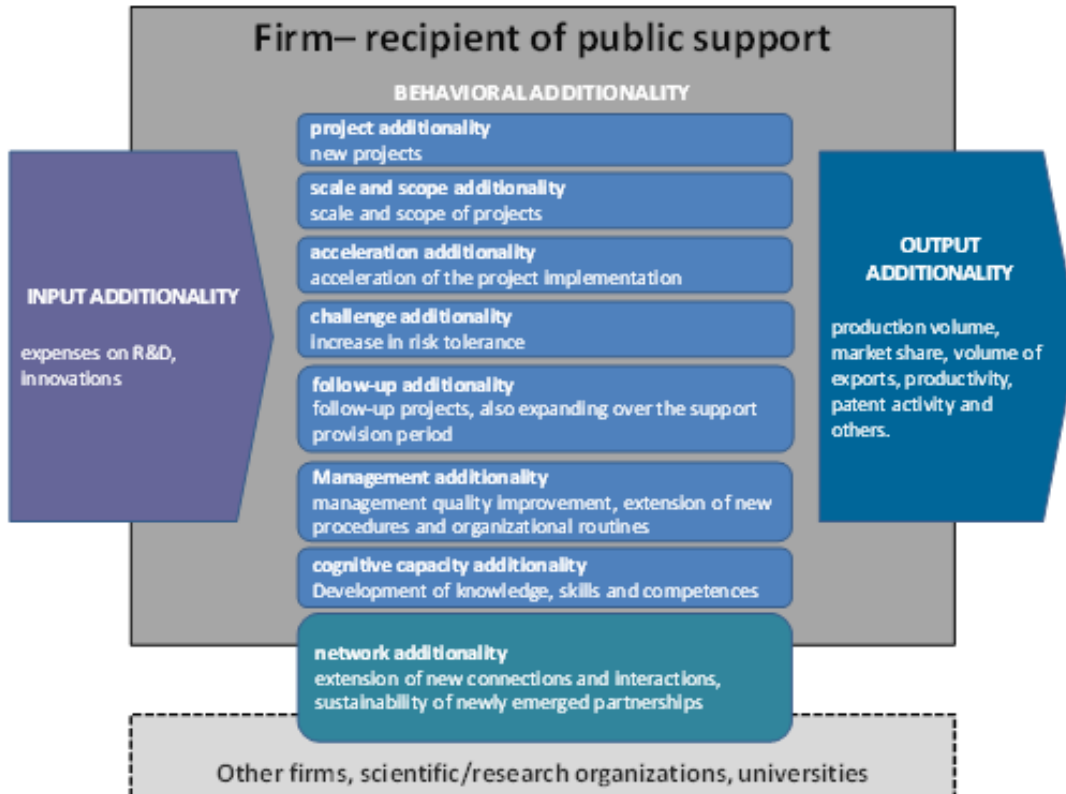 Firm– recipient of public support
BEHAVIORAL ADDITIONALITY
project additionality
new projects
scale and scope additionality
scale and scope of projects
acceleration additionality
acceleration of the project implementation
challenge additionality
increase in risk tolerance
follow-up additionality
follow-up projects, also expanding over the support
provision period
Management additionality
management quality improvement, extension of new
procedures and organizational routines
cognitive capacity additionality
Development of knowledge, skills and competences
network additionality
extension of new connections and interactions,
sustainability of newly emerged partnerships
INPUT ADDITIONALITY
expenses on R&D,
innovations
OUTPUT
ADDITIONALITY
production volume,
market share, volume of
exports, productivity,
patent activity and
others.
Other firms, scientific/research organizations, universities